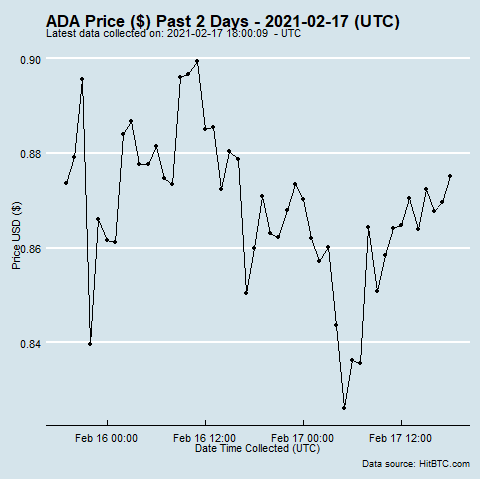 ADA Price ($) Past 2 Days - 2021-02-17 (UTC)
Latest data collected on: 2021-02-17 18:00:09  - UTC
0.90
0.88
0.86
0.84
Price USD ($)
Feb 16 00:00
Feb 16 12:00
Feb 17 00:00
Feb 17 12:00
Date Time Collected (UTC)
Data source: HitBTC.com